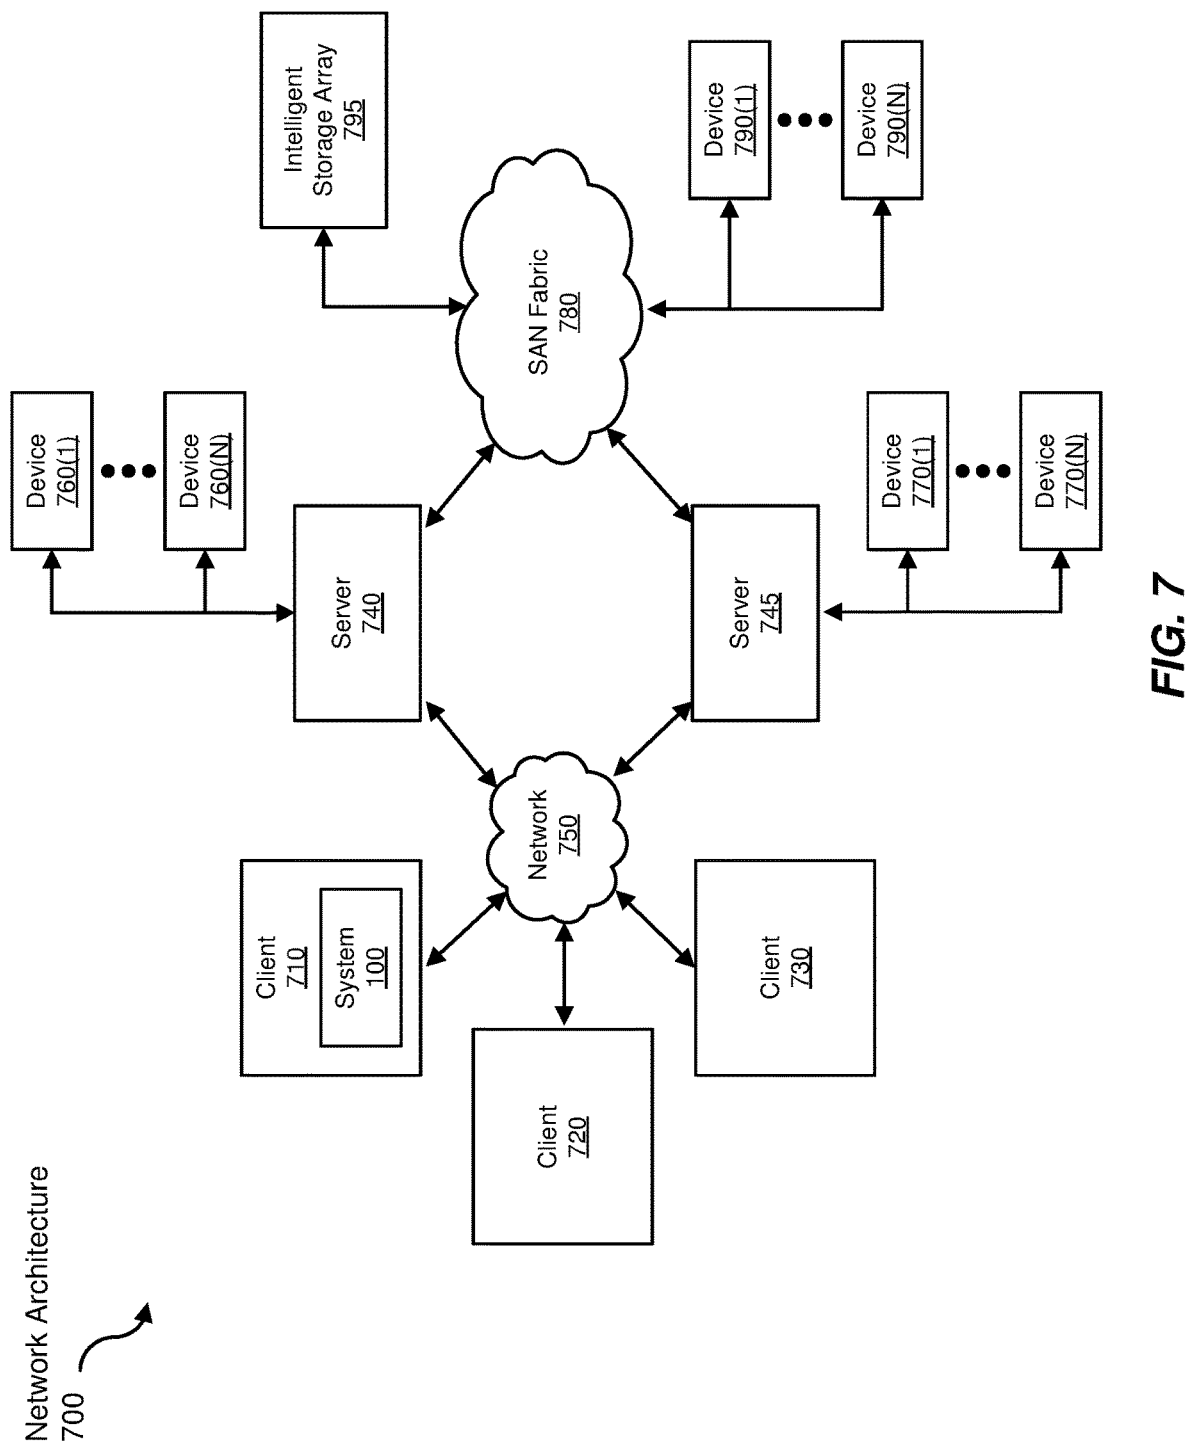 Network Architecture
700
Client
710
System
100
Client
720
Client
730
Network
750
Server
740
Server
745
Device
760(1)
Device
760(N)
Device
770(1)
Device
770(N)
SAN Fabric
780
Intelligent
Storage Array
795
Device
790(1)
Device
790(N)
FIG. 7